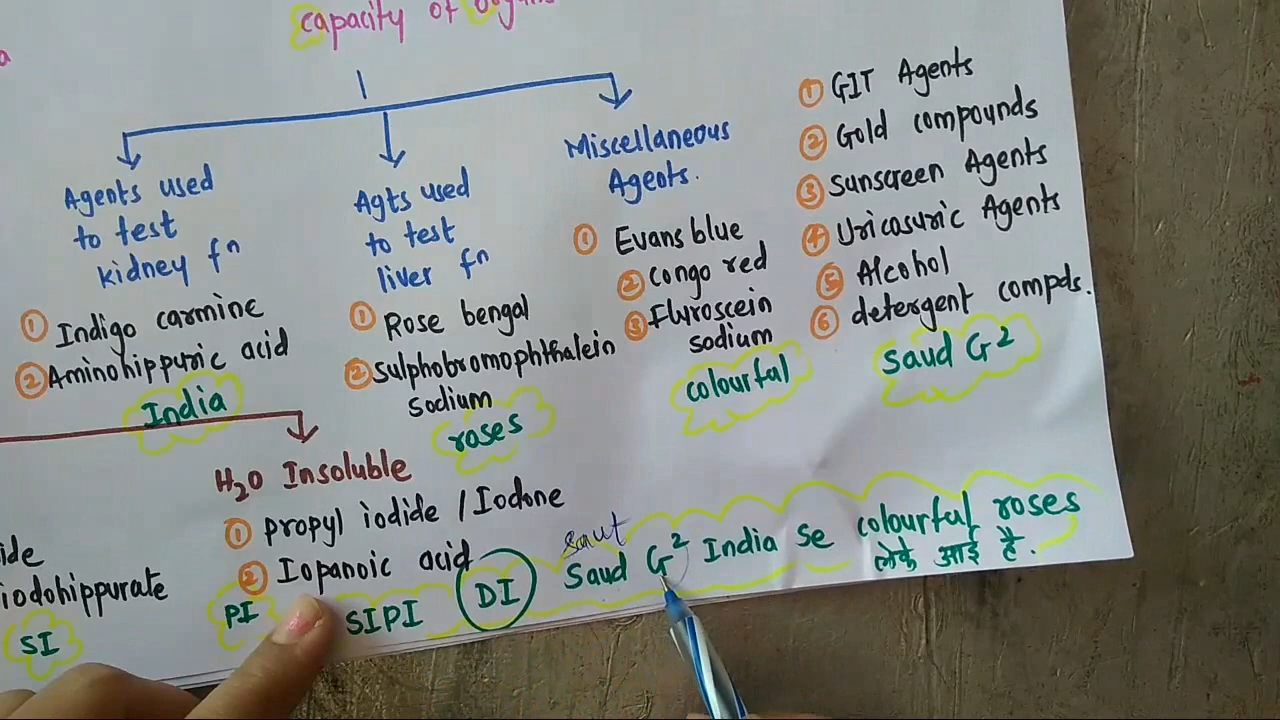 capacity of organs
Agents used
to test
kidney fn
① Indigo carmine
② Aminohippuric acid
India
Agts used
to test
liver fn
① Rose bengal
② Sulphobromophthalein
sodium
roses
Miscellaneous
Agents.
① Evans blue
② Congo red
③ Fluroscein
sodium
colourful
① GIT Agents
② Gold compounds
③ Sunscreen Agents
④ Uricasuric Agents
⑤ Alcohol
⑥ detergent compds.
Saud G²
H₂O Insoluble
① propyl iodide / Iodone
② Iopanoic acid
PI
ide
iodohippurate
SI
SIPI
DI
saut
Saud G² India se colourful roses
लेके आई है.